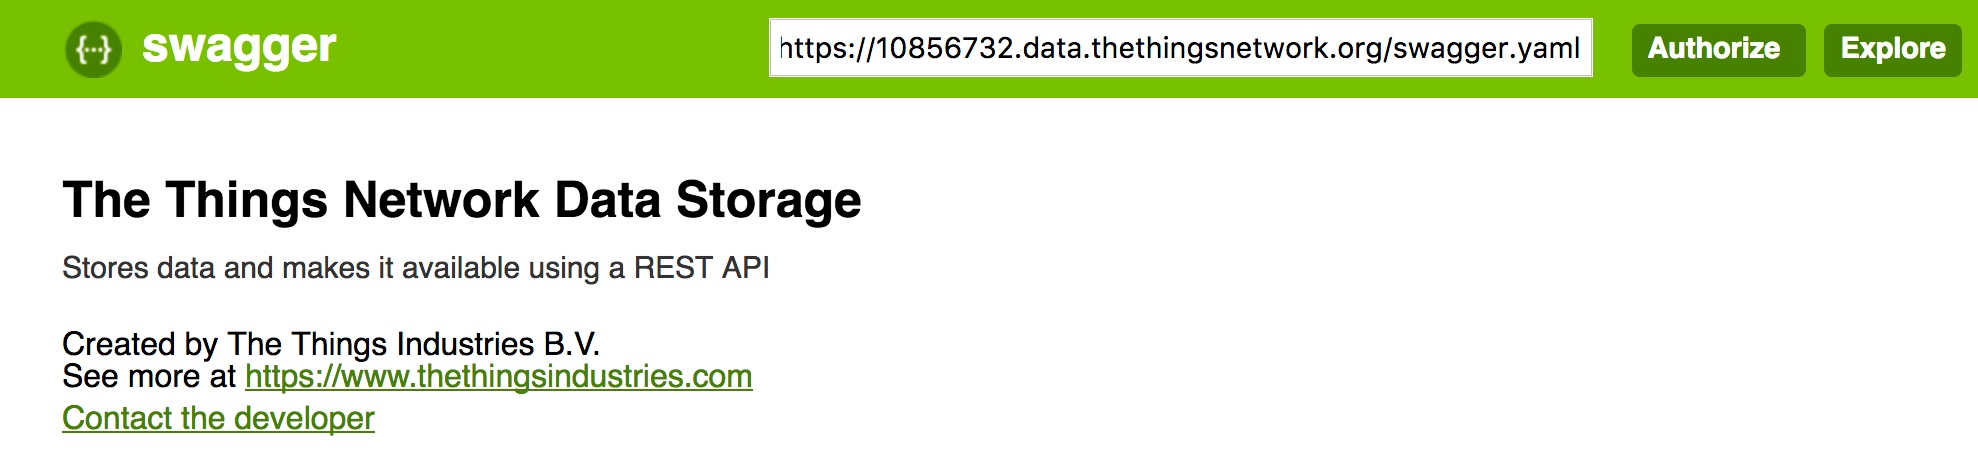 {···} swagger
https://10856732.data.thethingsnetwork.org/swagger.yaml
Authorize
Explore
The Things Network Data Storage
Stores data and makes it available using a REST API
Created by The Things Industries B.V.
See more at https://www.thethingsindustries.com
Contact the developer